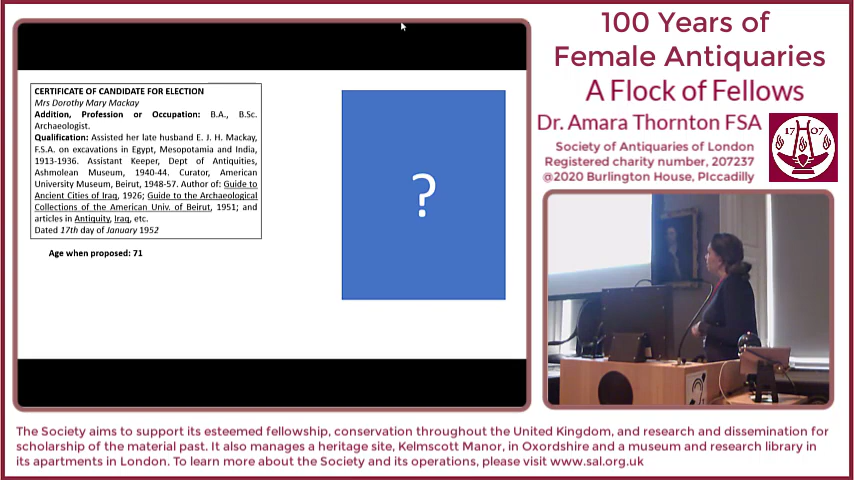 100 Years of
Female Antiquaries
A Flock of Fellows
Dr. Amara Thornton FSA
Society of Antiquaries of London
Registered charity number, 207237
@2020 Burlington House, PIccadilly
17 07
CERTIFICATE OF CANDIDATE FOR ELECTION
Mrs Dorothy Mary Mackay
Addition, Profession or Occupation: B.A., B.Sc.
Archaeologist.
Qualification: Assisted her late husband E. J. H. Mackay,
F.S.A. on excavations in Egypt, Mesopotamia and India,
1913-1936. Assistant Keeper, Dept of Antiquities,
Ashmolean Museum, 1940-44. Curator, American
University Museum, Beirut, 1948-57. Author of: Guide to
Ancient Cities of Iraq, 1926; Guide to the Archaeological
Collections of the American Univ. of Beirut, 1951; and
articles in Antiquity, Iraq, etc.
Dated 17th day of January 1952
Age when proposed: 71
?
The Society aims to support its esteemed fellowship, conservation throughout the United Kingdom, and research and dissemination for
scholarship of the material past. It also manages a heritage site, Kelmscott Manor, in Oxordshire and a museum and research library in
its apartments in London. To learn more about the Society and its operations, please visit www.sal.org.uk